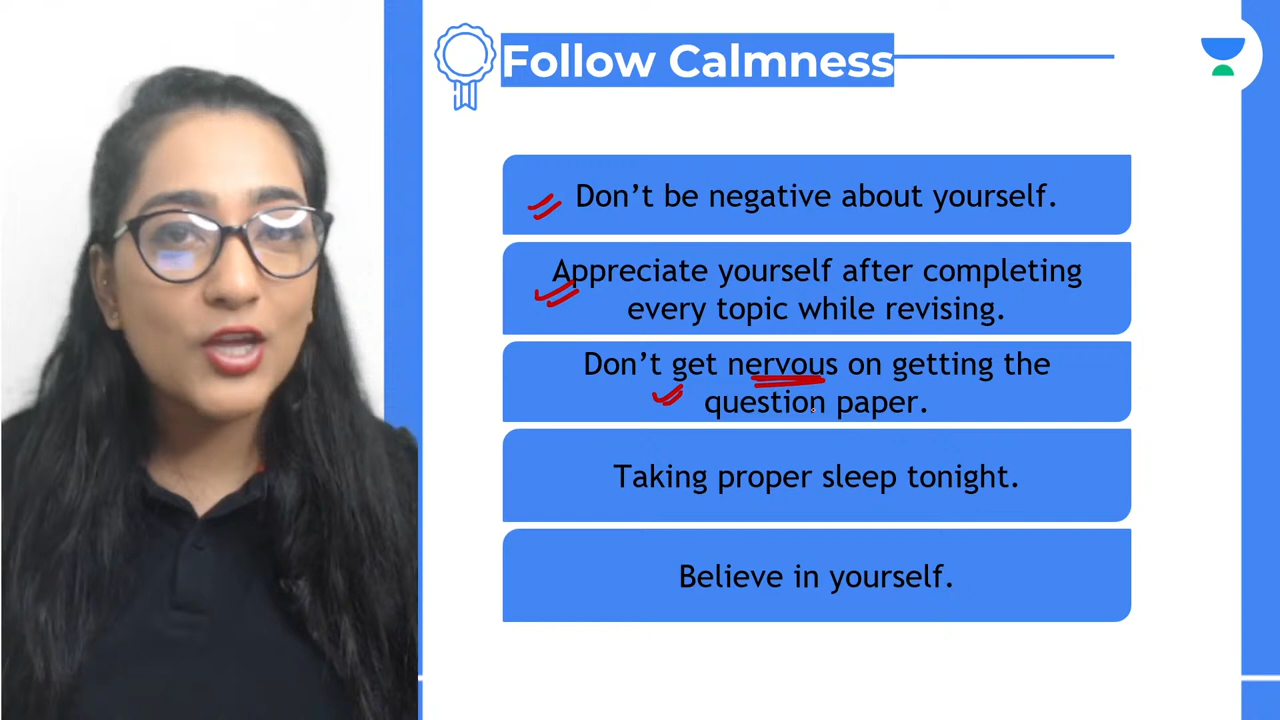 Follow Calmness
Don’t be negative about yourself.
Appreciate yourself after completing
every topic while revising.
Don’t get nervous on getting the
question paper.
Taking proper sleep tonight.
Believe in yourself.